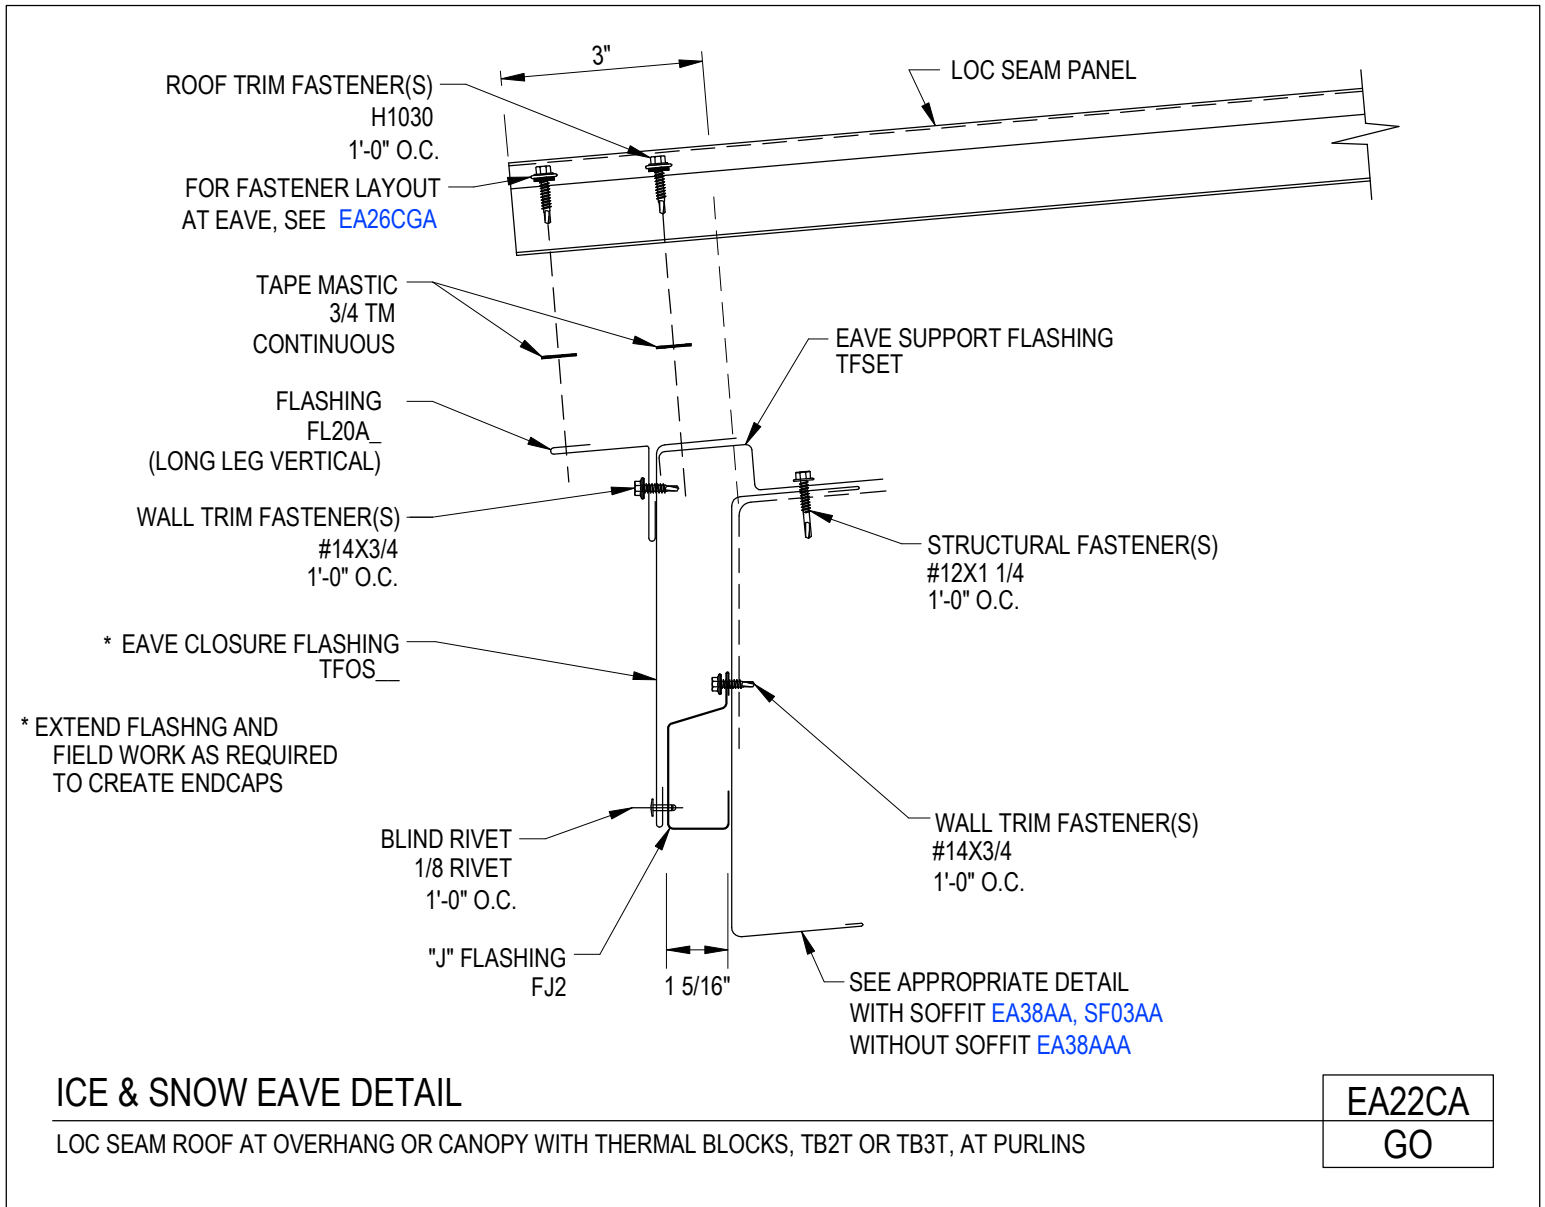 3"
ROOF TRIM FASTENER(S)
H1030
1'-0" O.C.
LOC SEAM PANEL
FOR FASTENER LAYOUT
AT EAVE, SEE EA26CGA
TAPE MASTIC
3/4 TM
CONTINUOUS
EAVE SUPPORT FLASHING
TFSET
FLASHING
FL20A_
(LONG LEG VERTICAL)
WALL TRIM FASTENER(S)
#14X3/4
1'-0" O.C.
STRUCTURAL FASTENER(S)
#12X1 1/4
1'-0" O.C.
* EAVE CLOSURE FLASHING
TFOS__
* EXTEND FLASHNG AND
FIELD WORK AS REQUIRED
TO CREATE ENDCAPS
BLIND RIVET
1/8 RIVET
1'-0" O.C.
WALL TRIM FASTENER(S)
#14X3/4
1'-0" O.C.
"J" FLASHING
FJ2
1 5/16"
SEE APPROPRIATE DETAIL
WITH SOFFIT EA38AA, SF03AA
WITHOUT SOFFIT EA38AAA
ICE & SNOW EAVE DETAIL
LOC SEAM ROOF AT OVERHANG OR CANOPY WITH THERMAL BLOCKS, TB2T OR TB3T, AT PURLINS
EA22CA
GO